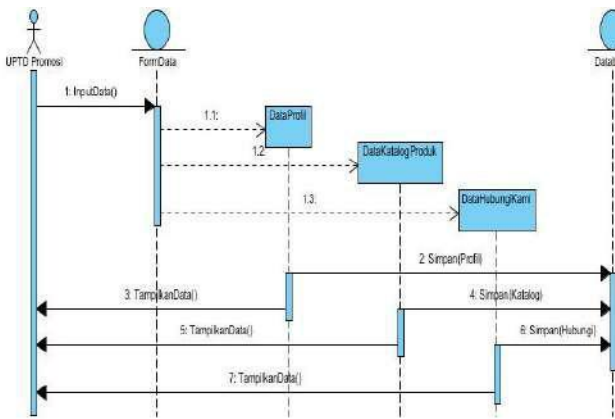 UPTD Promosi
FormData
1: InputData()
1.1:
DataProfil
1.2:
DataKatalogProduk
1.3:
DataHubungiKami
2: Simpan(Profil)
3: TampilkanData()
4: Simpan(Katalog)
5: TampilkanData()
6: Simpan(Hubungi)
7: TampilkanData()